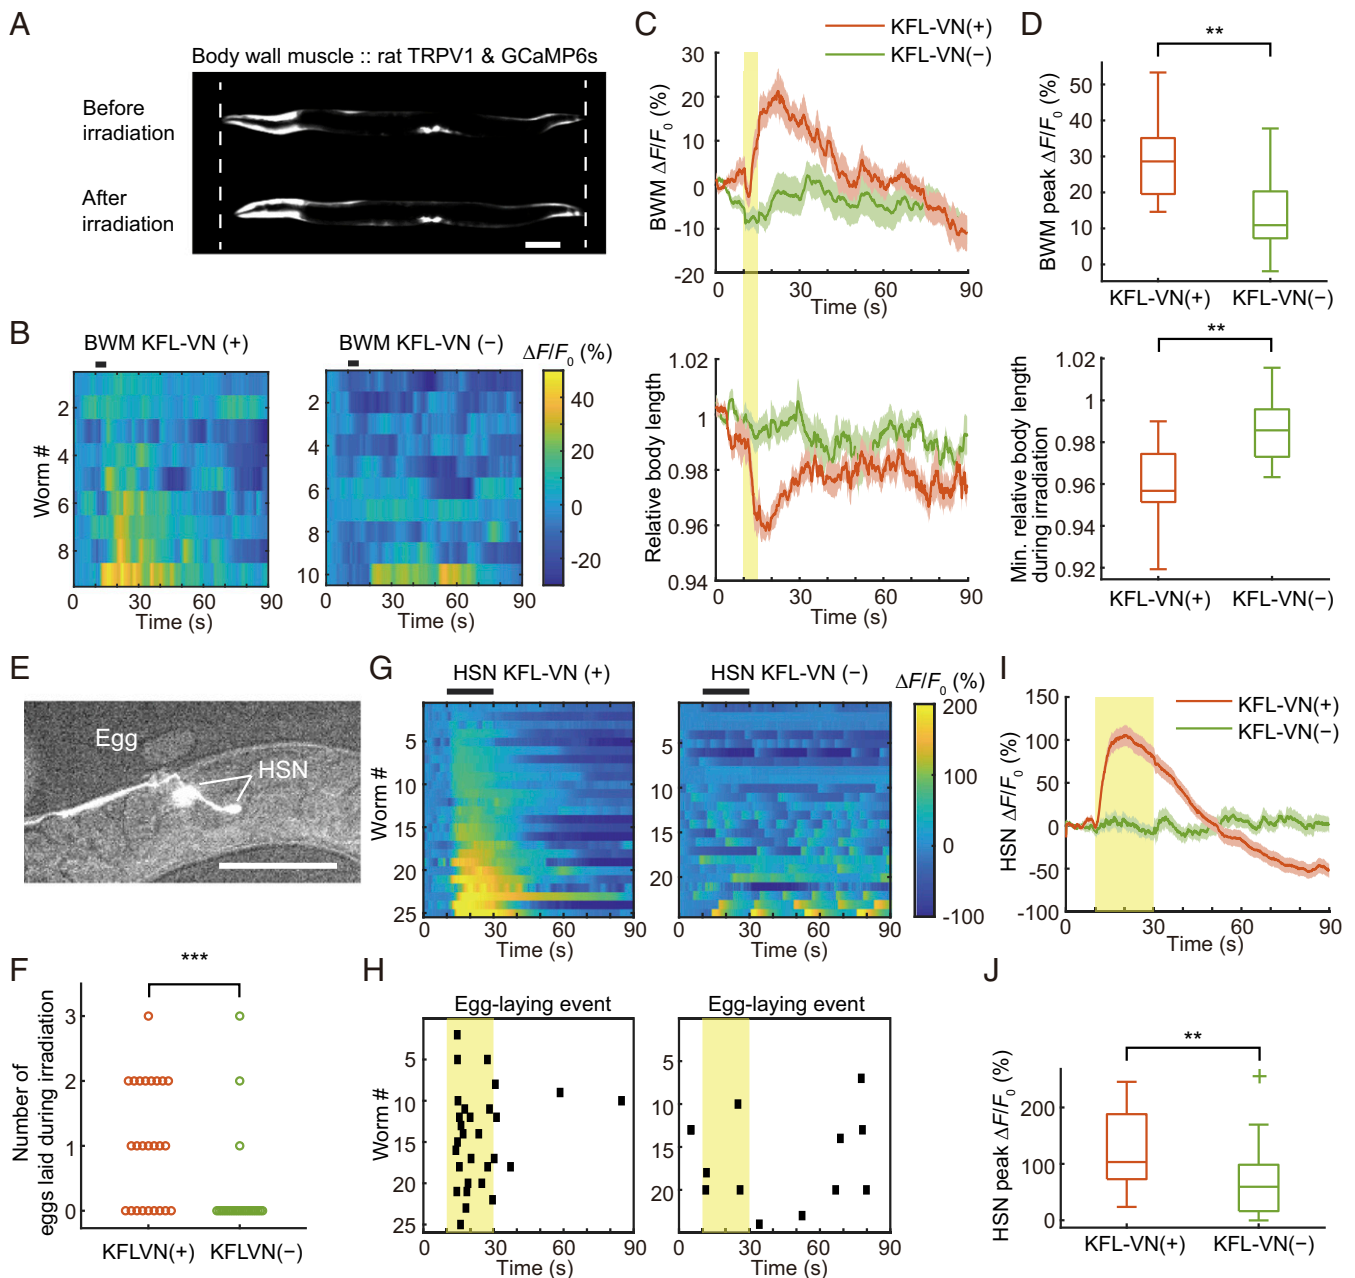 A
Body wall muscle :: rat TRPV1 & GCaMP6s
Before
irradiation
After
irradiation
B
BWM KFL-VN (+)
BWM KFL-VN (−)
ΔF/F0 (%)
Worm #
2
4
6
8
0
30
60
90
Time (s)
2
4
6
8
10
0
30
60
90
Time (s)
40
20
0
-20
C
KFL-VN(+)
KFL-VN(−)
BWM ΔF/F0 (%)
30
20
10
0
-10
-20
0
30
60
90
Time (s)
Relative body length
1.02
1
0.98
0.96
0.94
0
30
60
90
Time (s)
D
**
BWM peak ΔF/F0 (%)
50
40
30
20
10
0
KFL-VN(+)
KFL-VN(−)
**
Min. relative body length
during irradiation
1.02
1
0.98
0.96
0.94
0.92
KFL-VN(+)
KFL-VN(−)
E
Egg
HSN
F
***
Number of
eggs laid during irradiation
3
2
1
0
KFLVN(+)
KFLVN(−)
G
HSN KFL-VN (+)
HSN KFL-VN (−)
ΔF/F0 (%)
Worm #
5
10
15
20
25
0
30
60
90
Time (s)
5
10
15
20
0
30
60
90
Time (s)
200
100
0
-100
H
Egg-laying event
Egg-laying event
Worm #
5
10
15
20
25
0
30
60
90
Time (s)
5
10
15
20
0
30
60
90
Time (s)
I
KFL-VN(+)
KFL-VN(−)
HSN ΔF/F0 (%)
150
100
50
0
-50
-100
0
30
60
90
Time (s)
J
**
HSN peak ΔF/F0 (%)
200
100
0
KFL-VN(+)
KFL-VN(−)